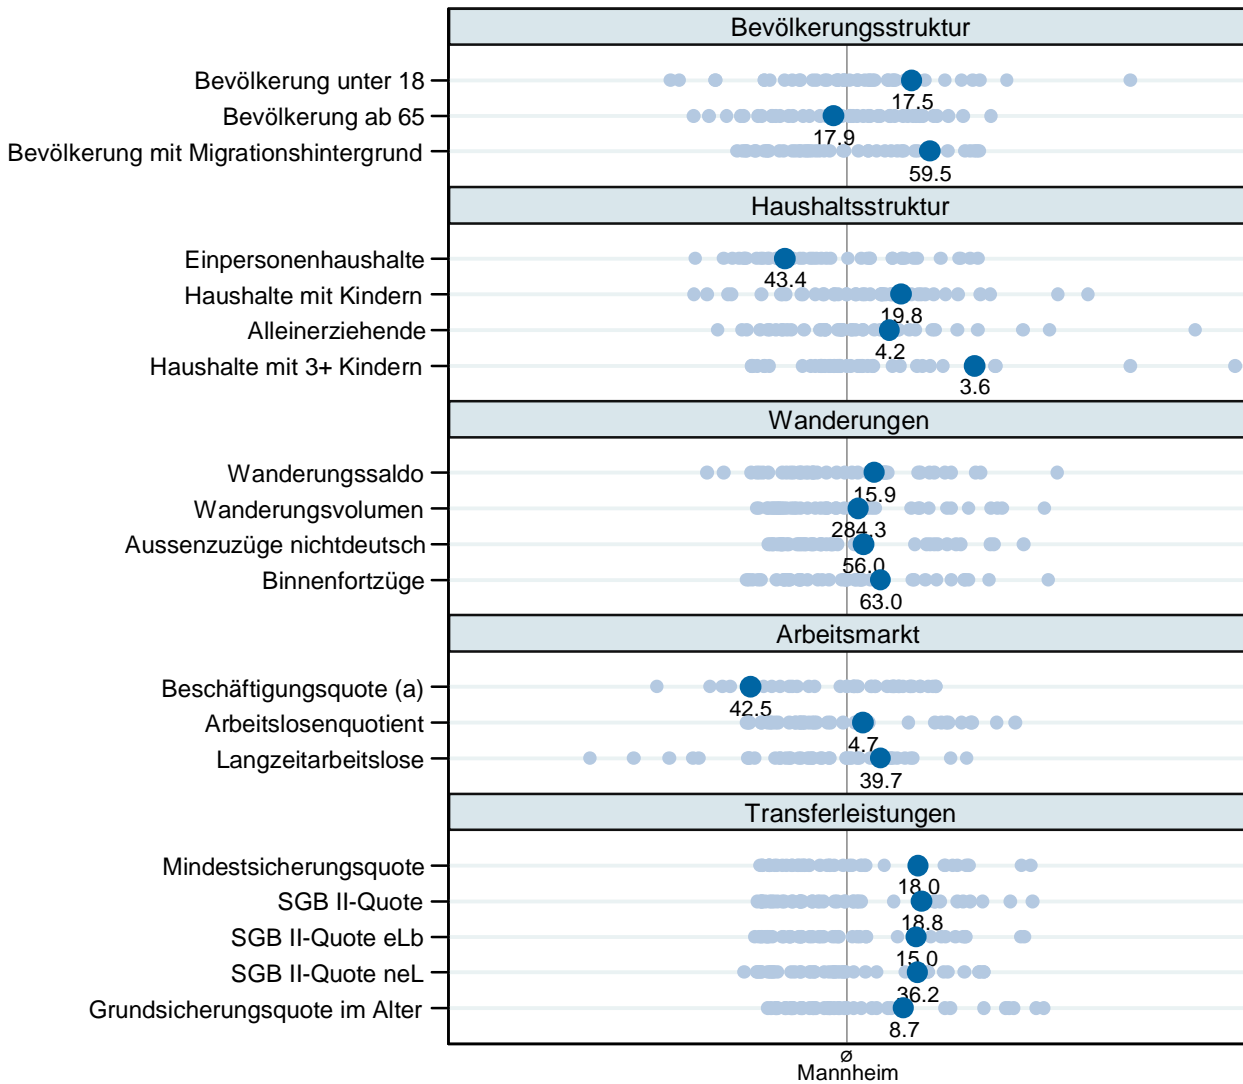 Bevölkerungsstruktur
Bevölkerung unter 18
17.5
Bevölkerung ab 65
17.9
Bevölkerung mit Migrationshintergrund
59.5
Haushaltsstruktur
Einpersonenhaushalte
43.4
Haushalte mit Kindern
19.8
Alleinerziehende
4.2
Haushalte mit 3+ Kindern
3.6
Wanderungen
Wanderungssaldo
15.9
Wanderungsvolumen
284.3
Aussenzuzüge nichtdeutsch
56.0
Binnenfortzüge
63.0
Arbeitsmarkt
Beschäftigungsquote (a)
42.5
Arbeitslosenquotient
4.7
Langzeitarbeitslose
39.7
Transferleistungen
Mindestsicherungsquote
18.0
SGB II-Quote
18.8
SGB II-Quote eLb
15.0
SGB II-Quote neL
36.2
Grundsicherungsquote im Alter
8.7
ø
Mannheim